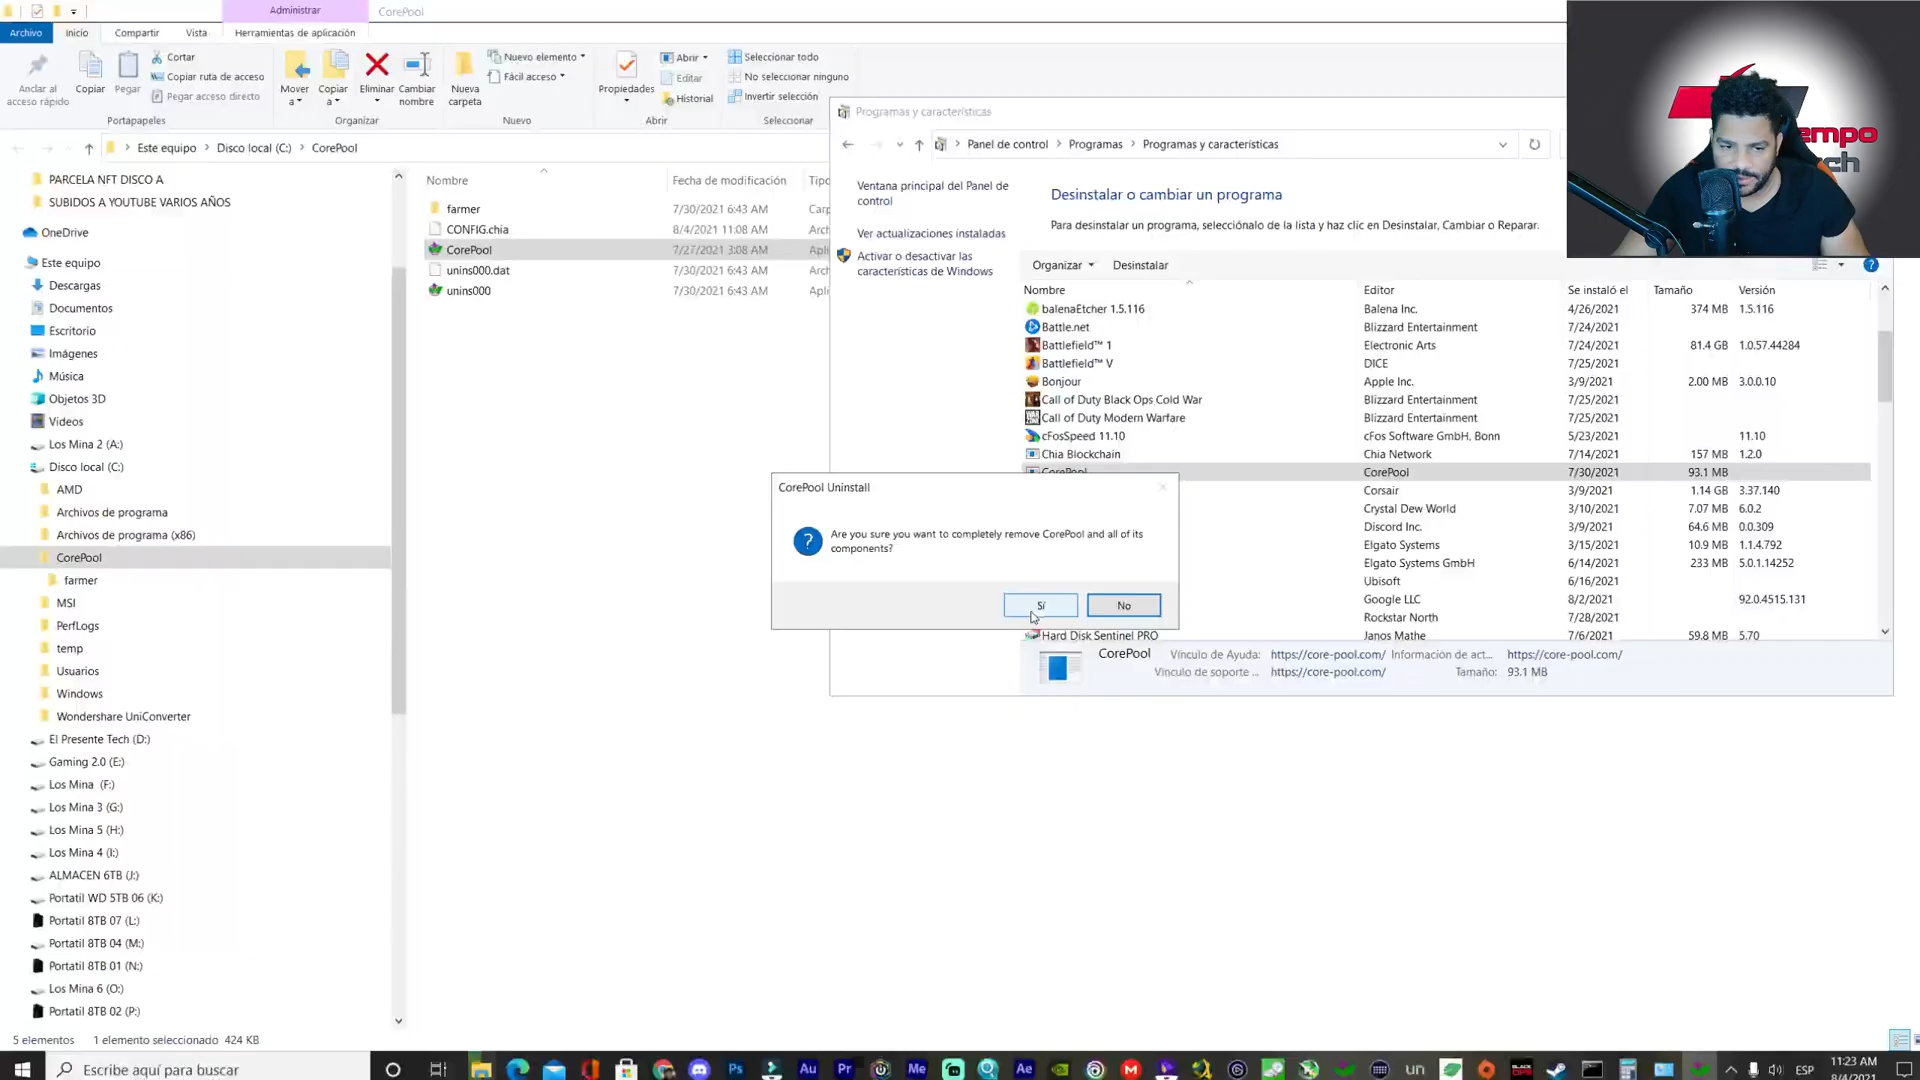 Administrar
CorePool
Archivo
Inicio
Compartir
Vista
Herramientas de aplicación
Anclar al
acceso rápido
Copiar
Pegar
Cortar
Copiar ruta de acceso
Pegar acceso directo
Portapapeles
Mover
a
Copiar
a
Eliminar
Cambiar
nombre
Organizar
Nueva
carpeta
Nuevo elemento
Fácil acceso
Nuevo
Propiedades
Abrir
Editar
Historial
Abrir
Seleccionar todo
No seleccionar ninguno
Invertir selección
Seleccionar
Este equipo > Disco local (C:) > CorePool
PARCELA NFT DISCO A
SUBIDOS A YOUTUBE VARIOS AÑOS
OneDrive
Este equipo
Descargas
Documentos
Escritorio
Imágenes
Música
Objetos 3D
Videos
Los Mina 2 (A:)
Disco local (C:)
AMD
Archivos de programa
Archivos de programa (x86)
CorePool
farmer
MSI
PerfLogs
temp
Usuarios
Windows
Wondershare UniConverter
El Presente Tech (D:)
Gaming 2.0 (E:)
Los Mina (F:)
Los Mina 3 (G:)
Los Mina 5 (H:)
Los Mina 4 (I:)
ALMACEN 6TB (J:)
Portatil WD 5TB 06 (K:)
Portatil 8TB 07 (L:)
Portatil 8TB 04 (M:)
Portatil 8TB 01 (N:)
Los Mina 6 (O:)
Portatil 8TB 02 (P:)
Nombre Fecha de modificación Tipo
farmer 7/30/2021 6:43 AM Carp
CONFIG.chia 8/4/2021 11:08 AM Arch
CorePool 7/27/2021 3:08 AM Apli
unins000.dat 7/30/2021 6:43 AM Arch
unins000 7/30/2021 6:43 AM Apli
5 elementos 1 elemento seleccionado 424 KB
Programas y características
Panel de control > Programas > Programas y características
Ventana principal del Panel de
control
Ver actualizaciones instaladas
Activar o desactivar las
características de Windows
Desinstalar o cambiar un programa
Para desinstalar un programa, selecciónalo de la lista y haz clic en Desinstalar, Cambiar o Reparar.
Organizar Desinstalar
Nombre Editor Se instaló el Tamaño Versión
balenaEtcher 1.5.116 Balena Inc. 4/26/2021 374 MB 1.5.116
Battle.net Blizzard Entertainment 7/24/2021
Battlefield™ 1 Electronic Arts 7/24/2021 81.4 GB 1.0.57.44284
Battlefield™ V DICE 7/25/2021
Bonjour Apple Inc. 3/9/2021 2.00 MB 3.0.0.10
Call of Duty Black Ops Cold War Blizzard Entertainment 7/25/2021
Call of Duty Modern Warfare Blizzard Entertainment 7/25/2021
cFosSpeed 11.10 cFos Software GmbH, Bonn 5/23/2021 11.10
Chia Blockchain Chia Network 7/14/2021 157 MB 1.2.0
CorePool CorePool 7/30/2021 93.1 MB
Corsair 3/9/2021 1.14 GB 3.37.140
Crystal Dew World 3/10/2021 7.07 MB 6.0.2
Discord Inc. 3/9/2021 64.6 MB 0.0.309
Elgato Systems 3/15/2021 10.9 MB 1.1.4.792
Elgato Systems GmbH 6/14/2021 233 MB 5.0.1.14252
Ubisoft 6/16/2021
Google LLC 8/2/2021 92.0.4515.131
Rockstar North 7/28/2021
Hard Disk Sentinel PRO Janos Mathe 7/6/2021 59.8 MB 5.70
CorePool Vínculo de Ayuda: https://core-pool.com/ Información de act... https://core-pool.com/
Vínculo de soporte ... https://core-pool.com/ Tamaño: 93.1 MB
CorePool Uninstall
Are you sure you want to completely remove CorePool and all of its
components?
Sí
No
Escribe aquí para buscar
Ps
Au
Pr
Me
Ae
un
ESP
11:23 AM
8/4/2021